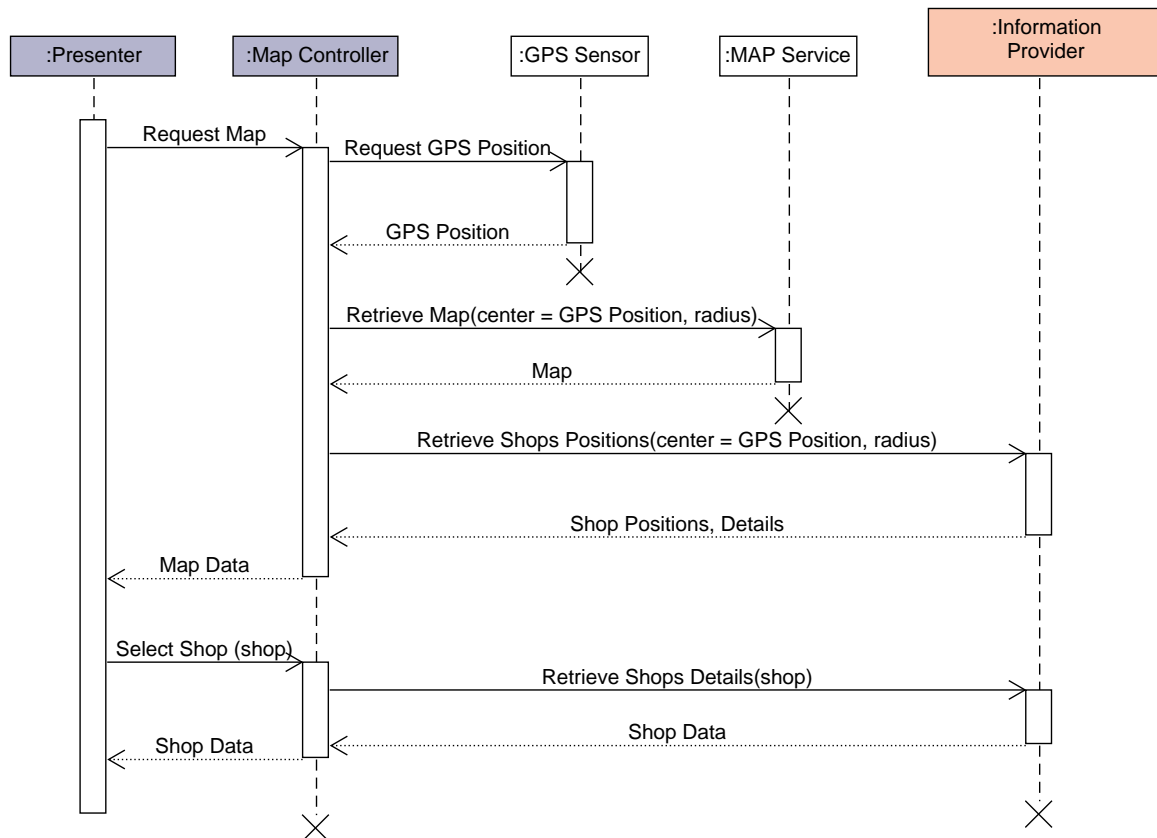 :Presenter
:Map Controller
:GPS Sensor
:MAP Service
:Information
Provider
Request Map
Request GPS Position
GPS Position
Retrieve Map(center = GPS Position, radius)
Map
Retrieve Shops Positions(center = GPS Position, radius)
Shop Positions, Details
Map Data
Select Shop (shop)
Retrieve Shops Details(shop)
Shop Data
Shop Data